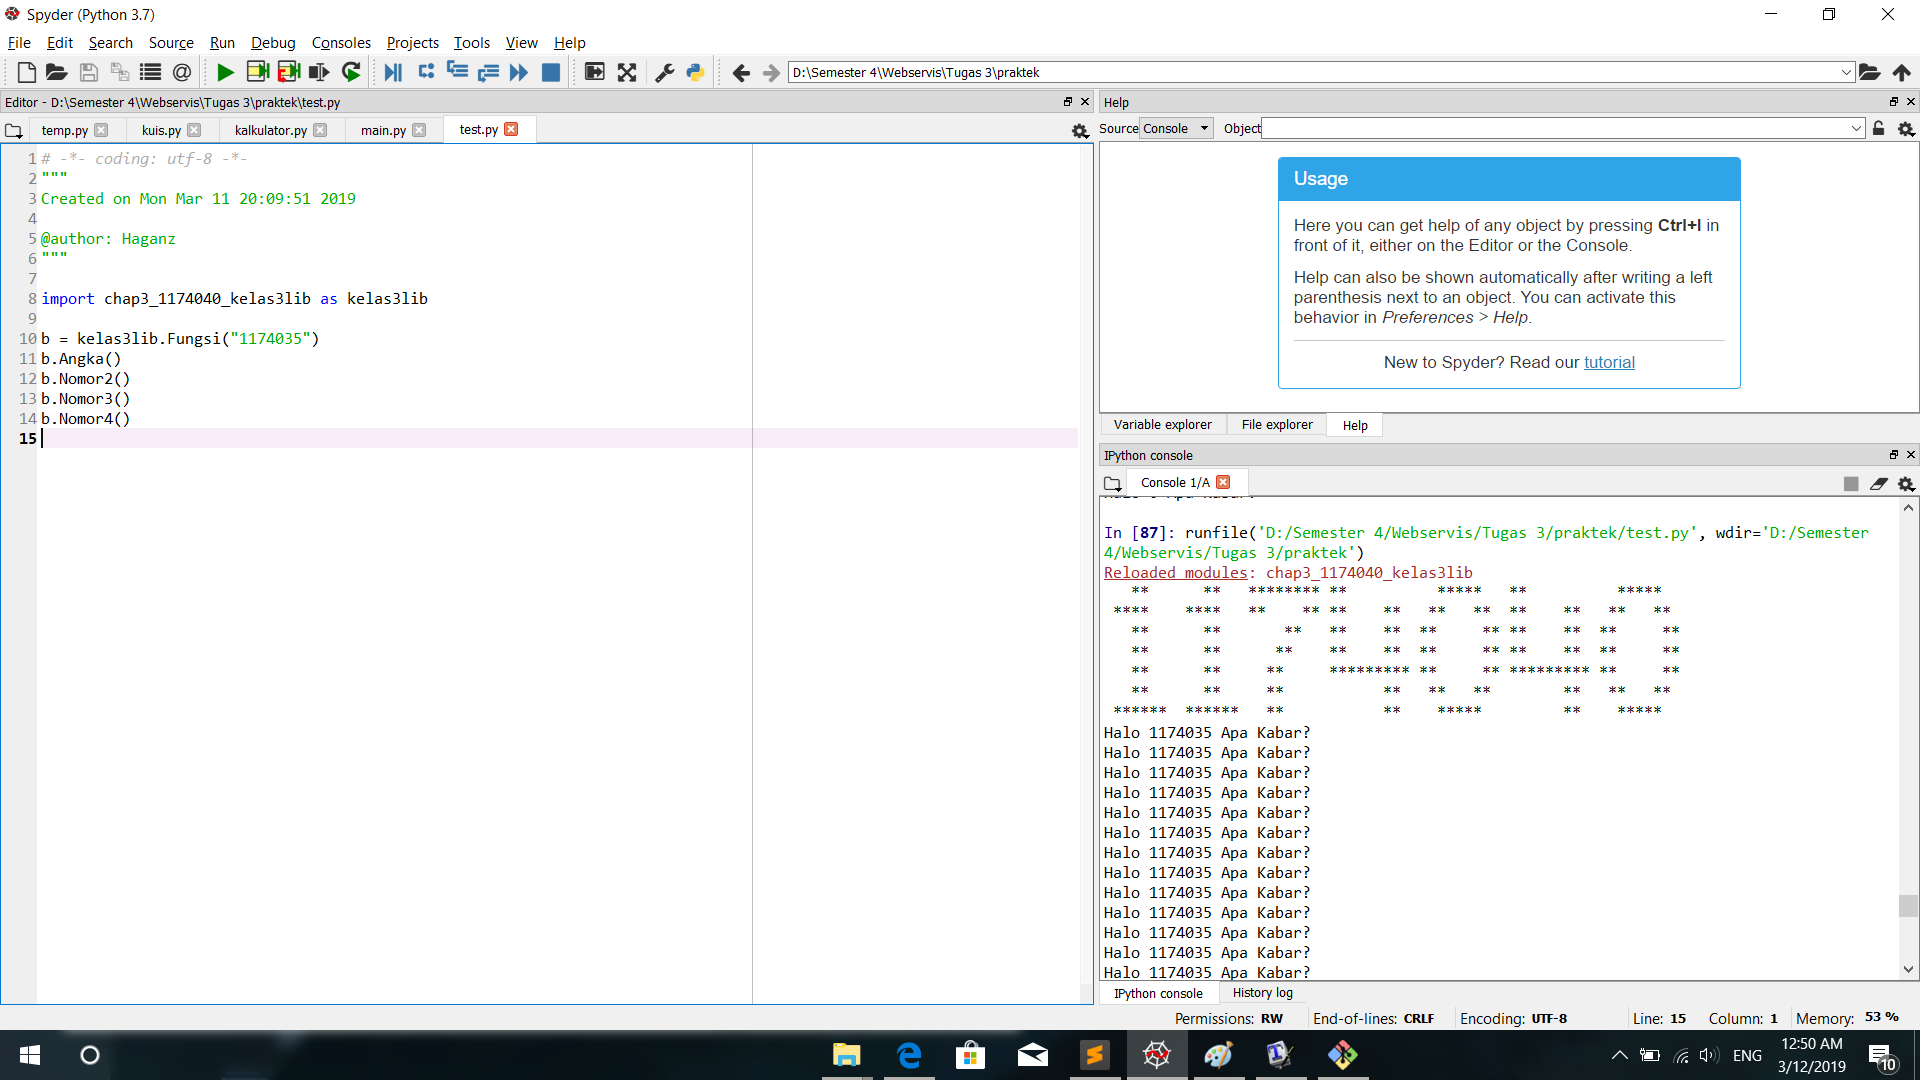 Spyder (Python 3.7)
File Edit Search Source Run Debug Consoles Projects Tools View Help
D:\Semester 4\Webservis\Tugas 3\praktek
Editor - D:\Semester 4\Webservis\Tugas 3\praktek\test.py
temp.py kuis.py kalkulator.py main.py test.py
1 # -*- coding: utf-8 -*-
2 """
3 Created on Mon Mar 11 20:09:51 2019
4
5 @author: Haganz
6 """
7
8 import chap3_1174040_kelas3lib as kelas3lib
9
10 b = kelas3lib.Fungsi("1174035")
11 b.Angka()
12 b.Nomor2()
13 b.Nomor3()
14 b.Nomor4()
15
Help
Source Console Object
Usage
Here you can get help of any object by pressing Ctrl+I in
front of it, either on the Editor or the Console.
Help can also be shown automatically after writing a left
parenthesis next to an object. You can activate this
behavior in Preferences > Help.
New to Spyder? Read our tutorial
Variable explorer File explorer Help
IPython console
Console 1/A
In [87]: runfile('D:/Semester 4/Webservis/Tugas 3/praktek/test.py', wdir='D:/Semester
4/Webservis/Tugas 3/praktek')
Reloaded modules: chap3_1174040_kelas3lib
   **      **   ******** **          *****   **          *****
 ****    ****   **    ** **    **   **   **  **    **   **   **
   **      **       **   **    **  **     ** **    **  **     **
   **      **      **    **    **  **     ** **    **  **     **
   **      **     **     ********* **     ** ********* **     **
   **      **     **           **   **   **        **   **   **
 ******  ******   **           **    *****         **    *****
Halo 1174035 Apa Kabar?
Halo 1174035 Apa Kabar?
Halo 1174035 Apa Kabar?
Halo 1174035 Apa Kabar?
Halo 1174035 Apa Kabar?
Halo 1174035 Apa Kabar?
Halo 1174035 Apa Kabar?
Halo 1174035 Apa Kabar?
Halo 1174035 Apa Kabar?
Halo 1174035 Apa Kabar?
Halo 1174035 Apa Kabar?
Halo 1174035 Apa Kabar?
Halo 1174035 Apa Kabar?
IPython console History log
Permissions: RW End-of-lines: CRLF Encoding: UTF-8 Line: 15 Column: 1 Memory: 53 %
ENG 12:50 AM
3/12/2019
10